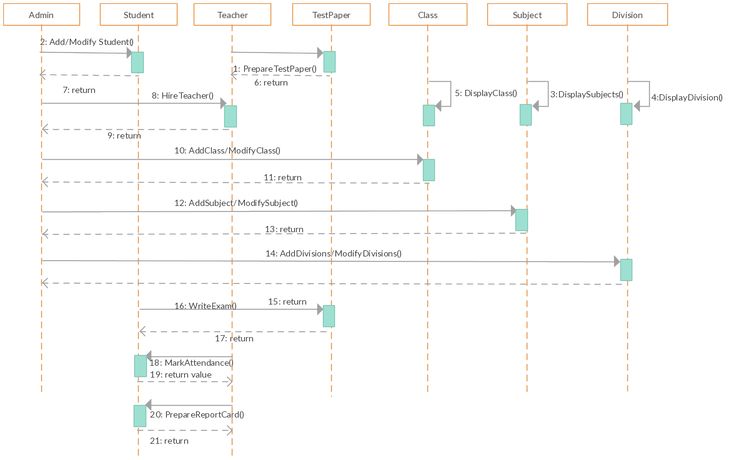 Admin
Student
Teacher
TestPaper
Class
Subject
Division
2: Add/Modify Student()
1: PrepareTestPaper()
6: return
7: return
8: HireTeacher()
5: DisplayClass()
3:DisplaySubjects()
4:DisplayDivision()
9: return
10: AddClass/ModifyClass()
11: return
12: AddSubject/ModifySubject()
13: return
14: AddDivisions/ModifyDivisions()
15: return
16: WriteExam()
17: return
18: MarkAttendance()
19: return value
20: PrepareReportCard()
21: return